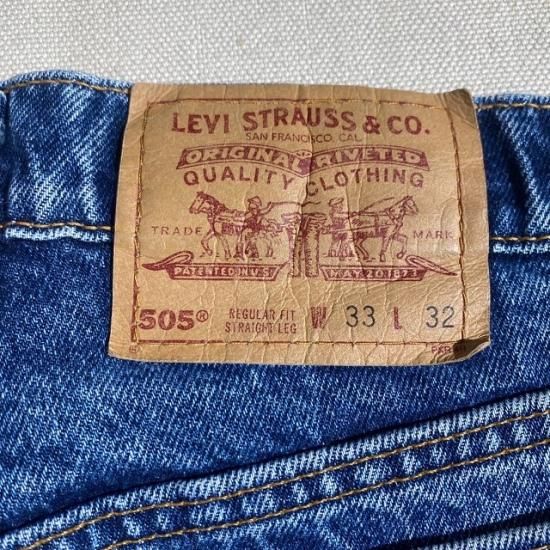 LEVI STRAUSS & CO.
SAN FRANCISCO, CAL
ORIGINAL RIVETED
QUALITY CLOTHING
TRADE MARK
PATENTED IN U.S. MAY 20 1873
505® REGULAR FIT STRAIGHT LEG W 33 L 32